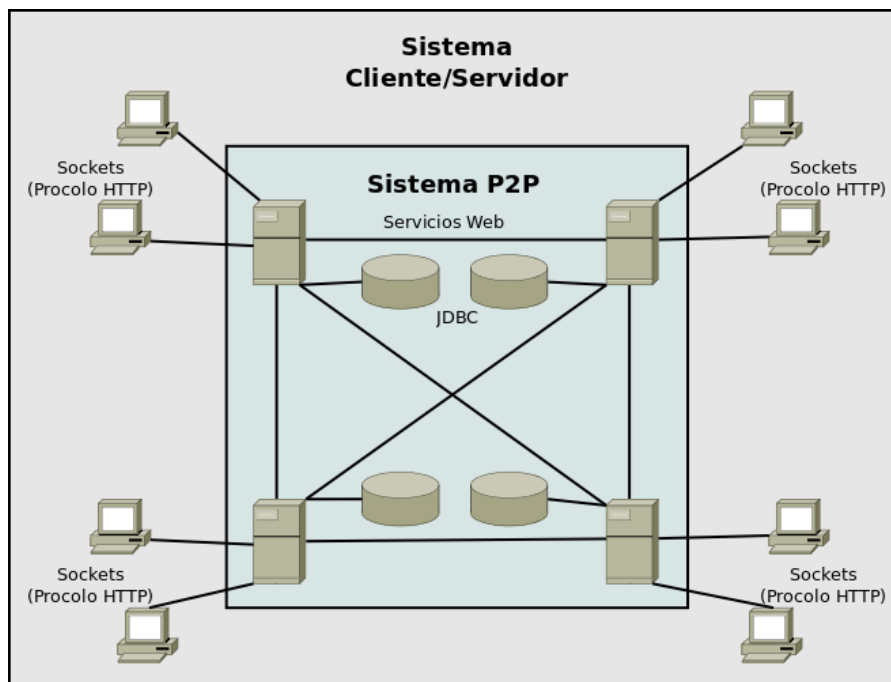 Sistema
Cliente/Servidor
Sockets
(Procolo HTTP)
Sockets
(Procolo HTTP)
Sistema P2P
Servicios Web
JDBC
Sockets
(Procolo HTTP)
Sockets
(Procolo HTTP)